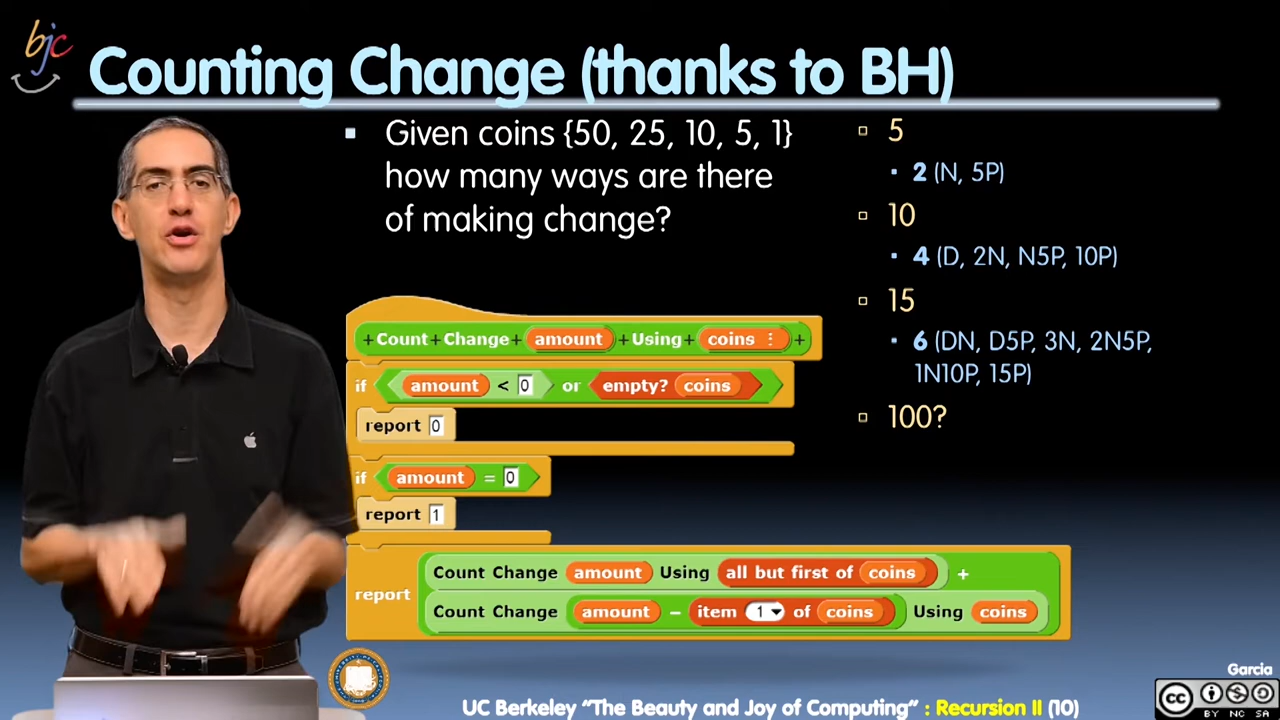 bjc
Counting Change (thanks to BH)
Given coins {50, 25, 10, 5, 1}
how many ways are there
of making change?
5
2 (N, 5P)
10
4 (D, 2N, N5P, 10P)
15
6 (DN, D5P, 3N, 2N5P,
1N10P, 15P)
100?
+ Count + Change + amount + Using + coins ⋮ +
if amount < 0 or empty? coins
report 0
if amount = 0
report 1
report
Count Change amount Using all but first of coins +
Count Change amount - item 1 of coins Using coins
Garcia
UC Berkeley "The Beauty and Joy of Computing" : Recursion II (10)
cc
BY NC SA